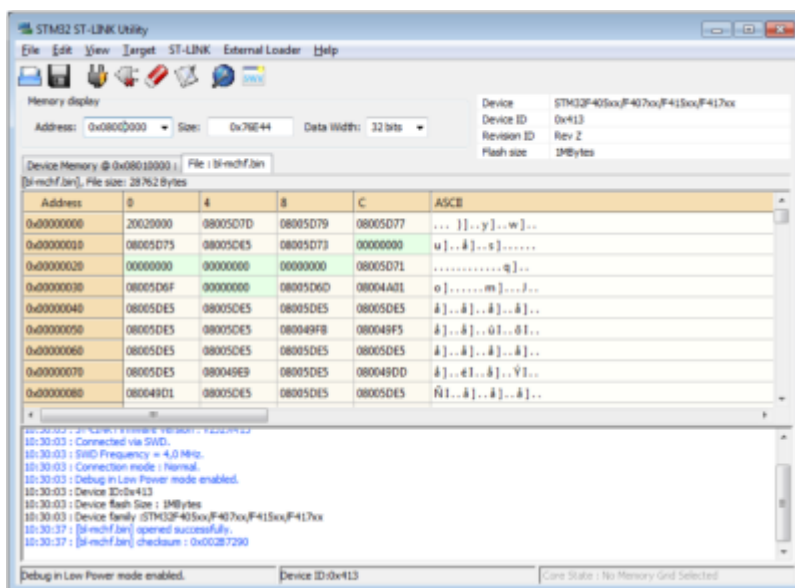 STM32 ST-LINK Utility
File Edit View Target ST-LINK External Loader Help
Memory display
Address: 0x08000000 Size: 0x76E44 Data Width: 32 bits
Device STM32F405xx/F407xx/F415xx/F417xx
Device ID 0x413
Revision ID Rev Z
Flash size 1MBytes
Device Memory @ 0x08010000 : File : bl-mchf.bin
[bl-mchf.bin], File size: 28762 Bytes
Address 0 4 8 C ASCII
0x00000000 20020000 08005D7D 08005D79 08005D77 ... }]..y]..w]..
0x00000010 08005D75 08005DE5 08005D73 00000000 u]..å]..s]......
0x00000020 00000000 00000000 00000000 08005D71 ............q]..
0x00000030 08005D6F 00000000 08005D6D 08004A01 o]......m]...J..
0x00000040 08005DE5 08005DE5 08005DE5 08005DE5 å]..å]..å]..å]..
0x00000050 08005DE5 08005DE5 080049FB 080049F5 å]..å]..ûI..õI..
0x00000060 08005DE5 08005DE5 08005DE5 08005DE5 å]..å]..å]..å]..
0x00000070 08005DE5 080049E9 08005DE5 080049DD å]..éI..å]..ÝI..
0x00000080 080049D1 08005DE5 08005DE5 08005DE5 ÑI..å]..å]..å]..
10:30:03 : Connected via SWD.
10:30:03 : SWD Frequency = 4,0 MHz.
10:30:03 : Connection mode : Normal.
10:30:03 : Debug in Low Power mode enabled.
10:30:03 : Device ID:0x413
10:30:03 : Device flash Size : 1MBytes
10:30:03 : Device family :STM32F405xx/F407xx/F415xx/F417xx
10:30:37 : [bl-mchf.bin] opened successfully.
10:30:37 : [bl-mchf.bin] checksum : 0x002B7290
Debug in Low Power mode enabled. Device ID:0x413 Core State : No Memory Grid Selected